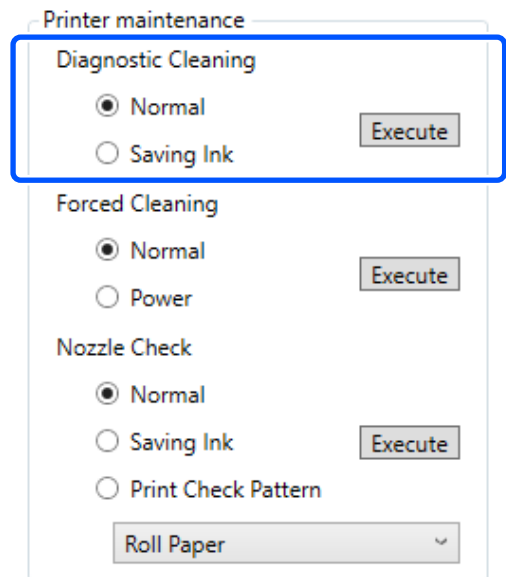 Printer maintenance
Diagnostic Cleaning
Normal
Execute
Saving Ink
Forced Cleaning
Normal
Execute
Power
Nozzle Check
Normal
Saving Ink
Execute
Print Check Pattern
Roll Paper